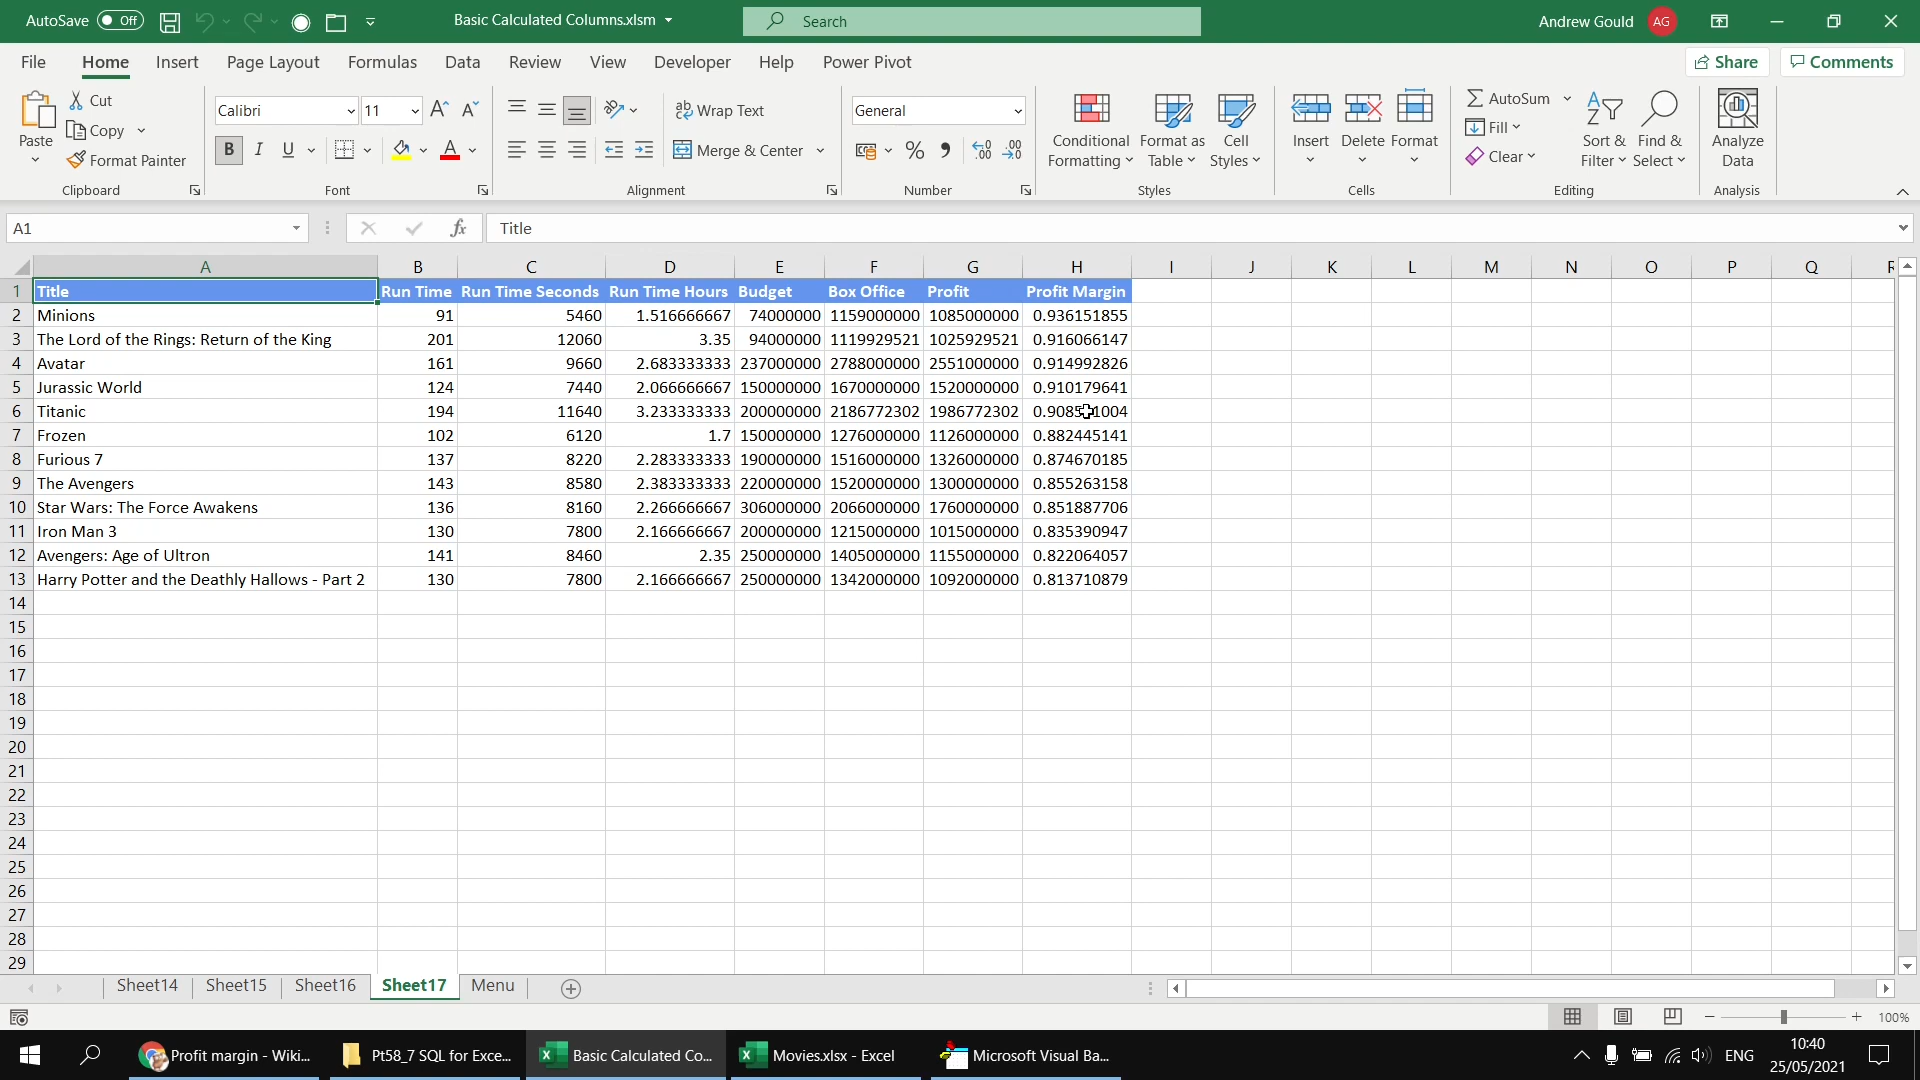 AutoSave Off Basic Calculated Columns.xlsm Search Andrew Gould AG
File Home Insert Page Layout Formulas Data Review View Developer Help Power Pivot Share Comments
Paste Cut Copy Format Painter Clipboard
Calibri 11 B I U A Font
Wrap Text Merge & Center Alignment
General % Number
Conditional Formatting Format as Table Cell Styles Styles
Insert Delete Format Cells
AutoSum Fill Clear Sort & Filter Find & Select Editing
Analyze Data Analysis
A1 fx Title
A B C D E F G H I J K L M N O P Q
1 Title Run Time Run Time Seconds Run Time Hours Budget Box Office Profit Profit Margin
2 Minions 91 5460 1.516666667 74000000 1159000000 1085000000 0.936151855
3 The Lord of the Rings: Return of the King 201 12060 3.35 94000000 1119929521 1025929521 0.916066147
4 Avatar 161 9660 2.683333333 237000000 2788000000 2551000000 0.914992826
5 Jurassic World 124 7440 2.066666667 150000000 1670000000 1520000000 0.910179641
6 Titanic 194 11640 3.233333333 200000000 2186772302 1986772302
7 Frozen 102 6120 1.7 150000000 1276000000 1126000000 0.882445141
8 Furious 7 137 8220 2.283333333 190000000 1516000000 1326000000 0.874670185
9 The Avengers 143 8580 2.383333333 220000000 1520000000 1300000000 0.855263158
10 Star Wars: The Force Awakens 136 8160 2.266666667 306000000 2066000000 1760000000 0.851887706
11 Iron Man 3 130 7800 2.166666667 200000000 1215000000 1015000000 0.835390947
12 Avengers: Age of Ultron 141 8460 2.35 250000000 1405000000 1155000000 0.822064057
13 Harry Potter and the Deathly Hallows - Part 2 130 7800 2.166666667 250000000 1342000000 1092000000 0.813710879
14
15
16
17
18
19
20
21
22
23
24
25
26
27
28
29
Sheet14 Sheet15 Sheet16 Sheet17 Menu
100%
Profit margin - Wiki... Pt58_7 SQL for Exce... Basic Calculated Co... Movies.xlsx - Excel Microsoft Visual Ba... ENG 10:40
25/05/2021